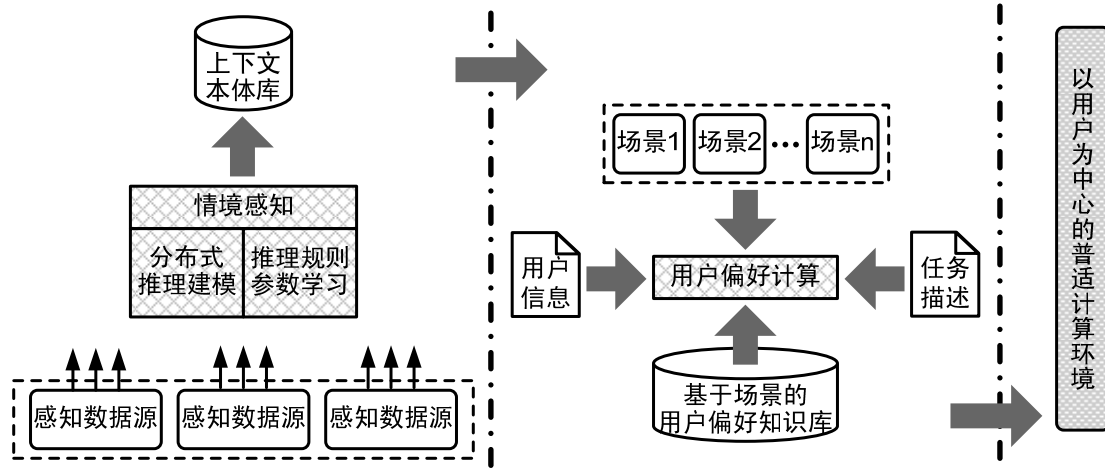 上下文
本体库
情境感知
分布式
推理建模
推理规则
参数学习
感知数据源
感知数据源
感知数据源
场景1
场景2
···
场景n
用户
信息
用户偏好计算
任务
描述
基于场景的
用户偏好知识库
以用户为中心的普适计算环境